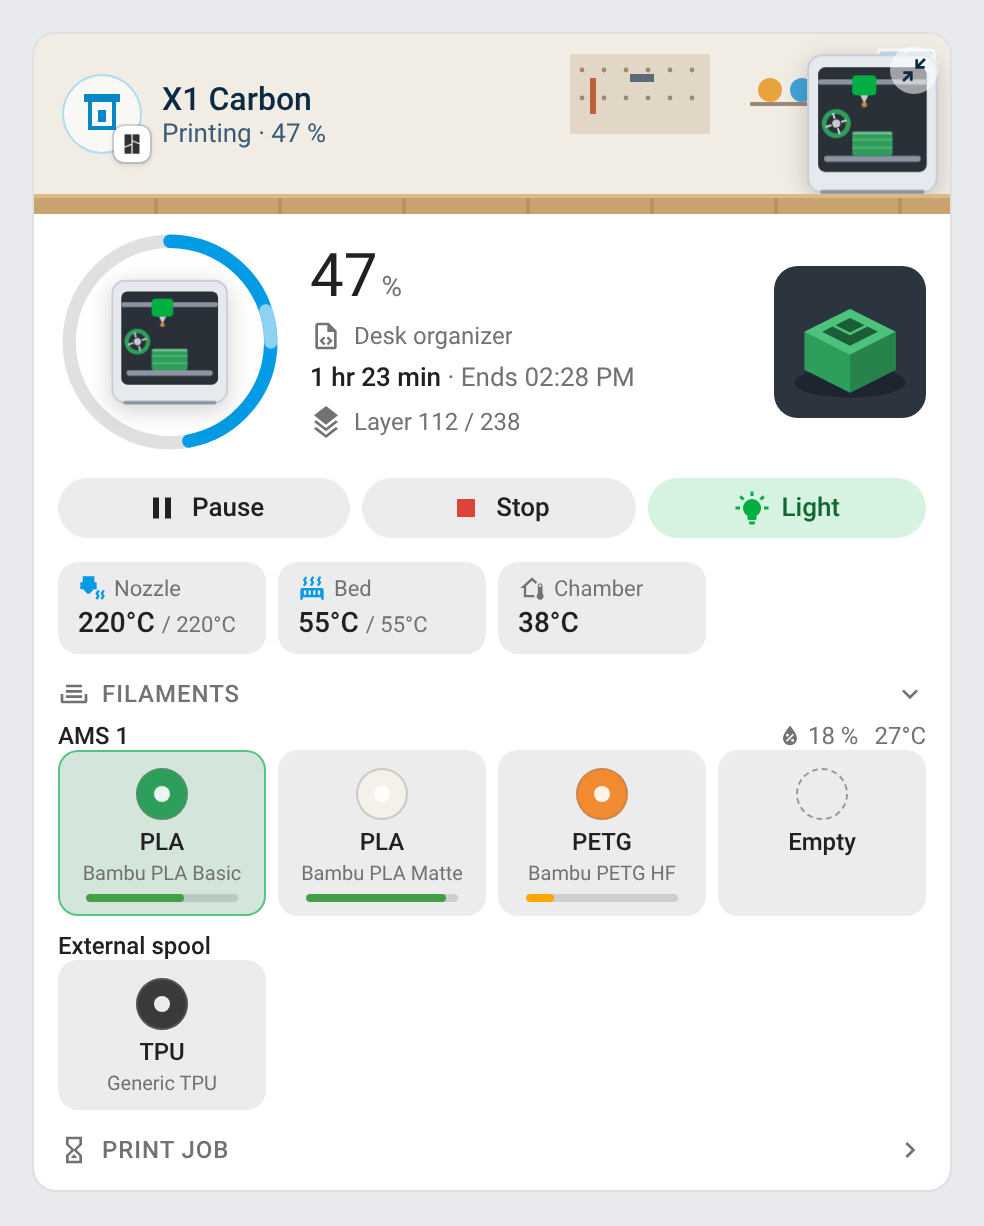 X1 Carbon
Printing · 47 %
47 %
Desk organizer
1 hr 23 min · Ends 02:28 PM
Layer 112 / 238
Pause
Stop
Light
Nozzle
220°C / 220°C
Bed
55°C / 55°C
Chamber
38°C
FILAMENTS
AMS 1
18 % 27°C
PLA
Bambu PLA Basic
PLA
Bambu PLA Matte
PETG
Bambu PETG HF
Empty
External spool
TPU
Generic TPU
PRINT JOB